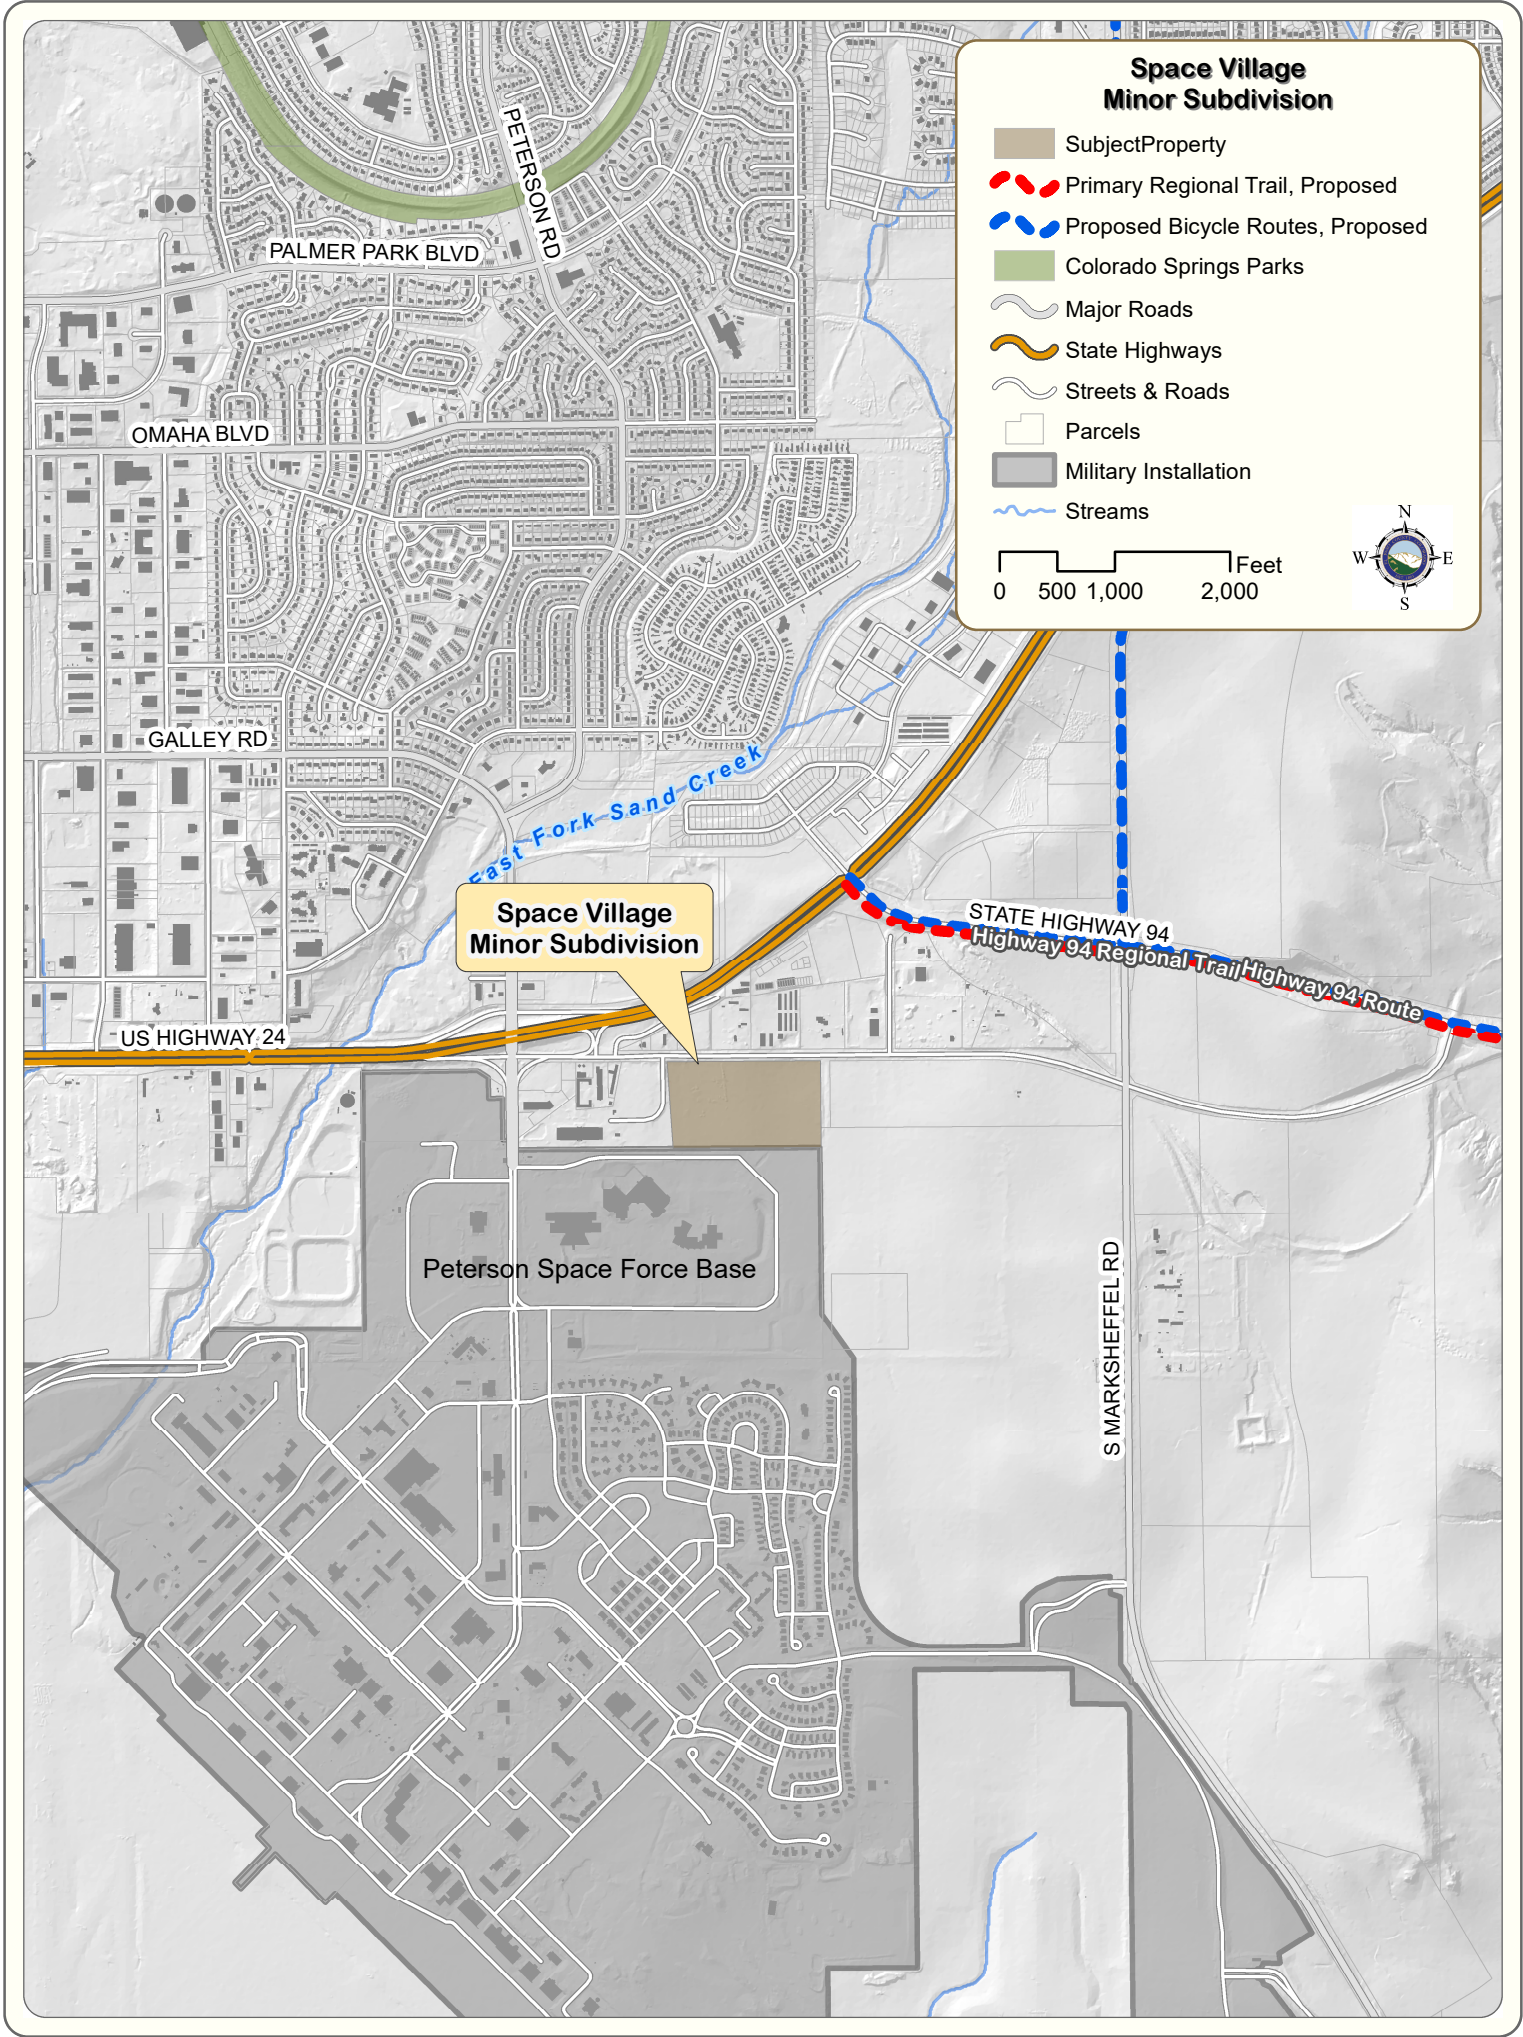 Space Village
Minor Subdivision
SubjectProperty
Primary Regional Trail, Proposed
Proposed Bicycle Routes, Proposed
Colorado Springs Parks
Major Roads
State Highways
Streets & Roads
Parcels
Military Installation
Streams
Feet
0 500 1,000 2,000
N
W E
S
PETERSON RD
PALMER PARK BLVD
OMAHA BLVD
GALLEY RD
East Fork Sand Creek
Space Village
Minor Subdivision
STATE HIGHWAY 94
Highway 94 Regional Trail
Highway 94 Route
US HIGHWAY 24
Peterson Space Force Base
S MARKSHEFFEL RD